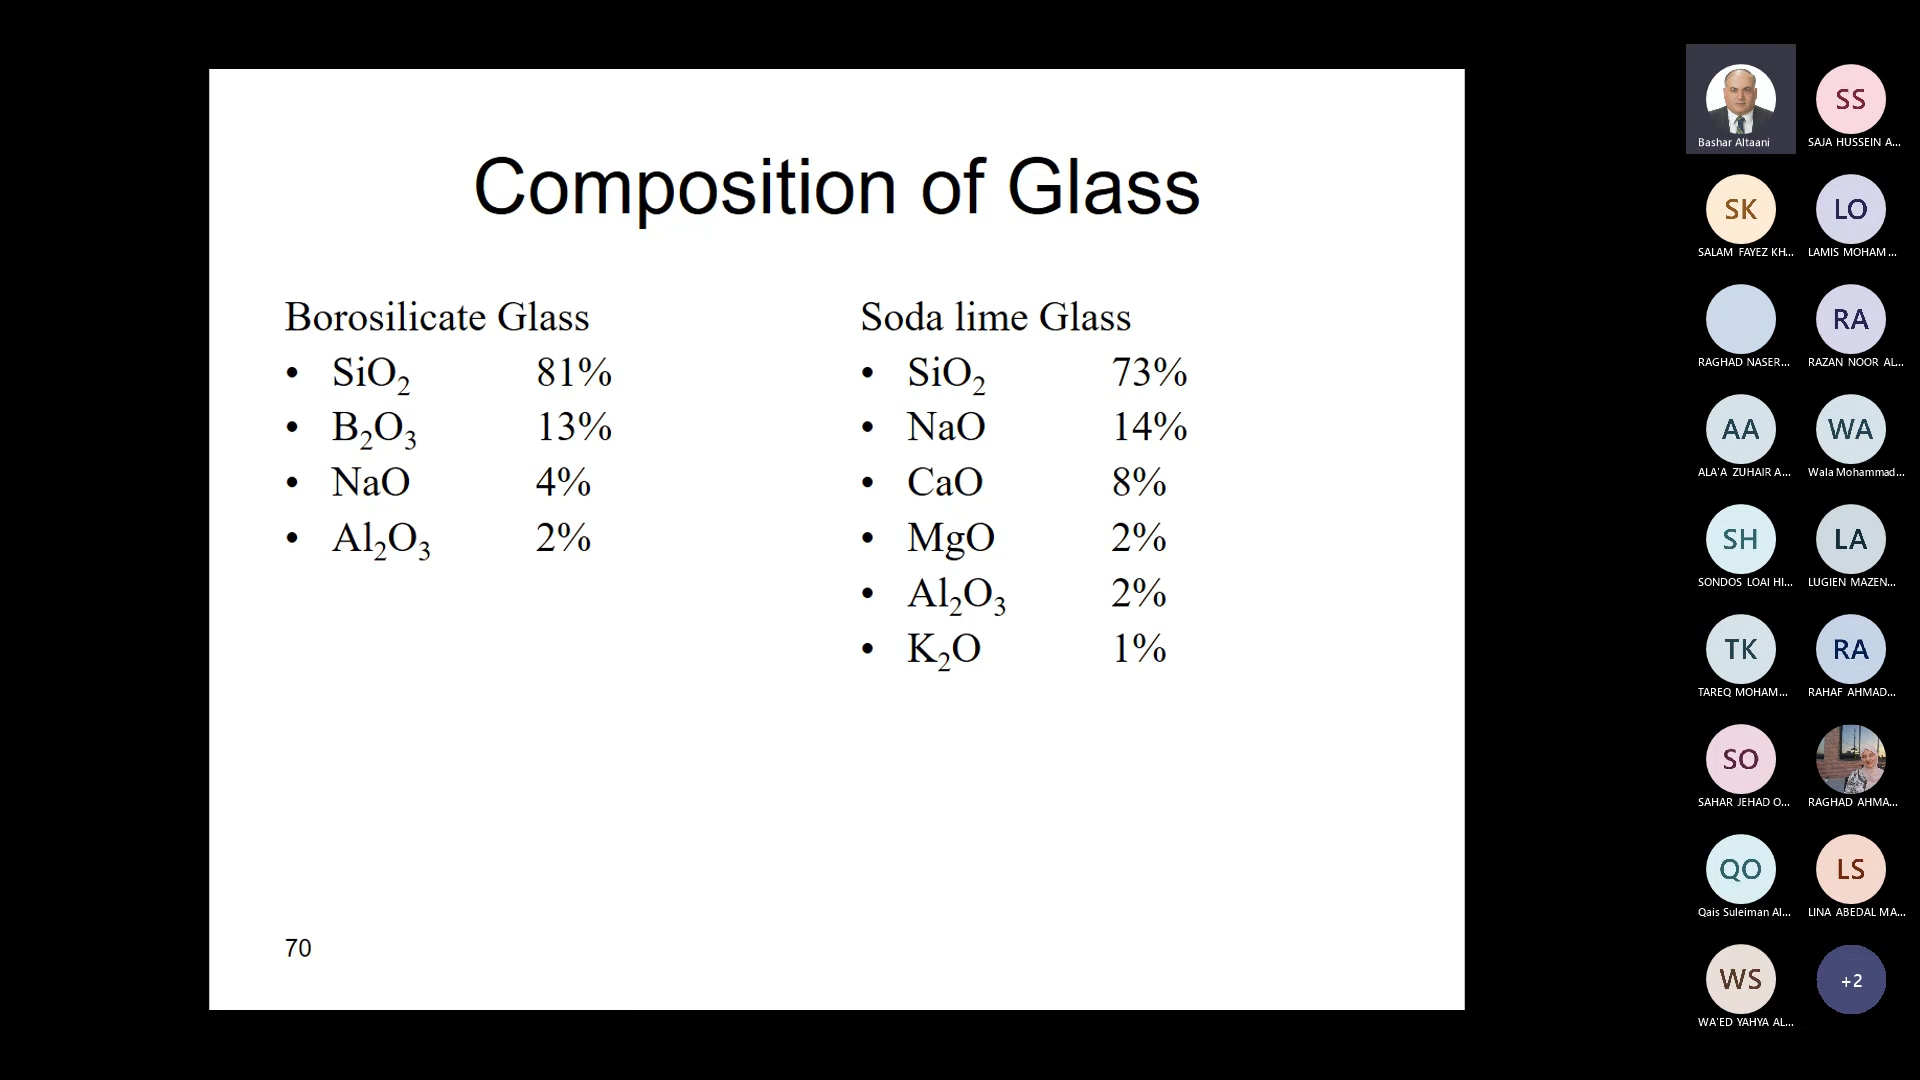 Composition of Glass
Borosilicate Glass
• SiO2 81%
• B2O3 13%
• NaO 4%
• Al2O3 2%
Soda lime Glass
• SiO2 73%
• NaO 14%
• CaO 8%
• MgO 2%
• Al2O3 2%
• K2O 1%
70
Bashar Altaani
SS
SAJA HUSSEIN A...
SK
SALAM FAYEZ KH...
LO
LAMIS MOHAM...
RAGHAD NASER...
RA
RAZAN NOOR AL...
AA
ALA'A ZUHAIR A...
WA
Wala Mohammad...
SH
SONDOS LOAI HI...
LA
LUGIEN MAZEN...
TK
TAREQ MOHAM...
RA
RAHAF AHMAD...
SO
SAHAR JEHAD O...
RAGHAD AHMA...
QO
Qais Suleiman Al...
LS
LINA ABEDAL MA...
WS
WA'ED YAHYA AL...
+2